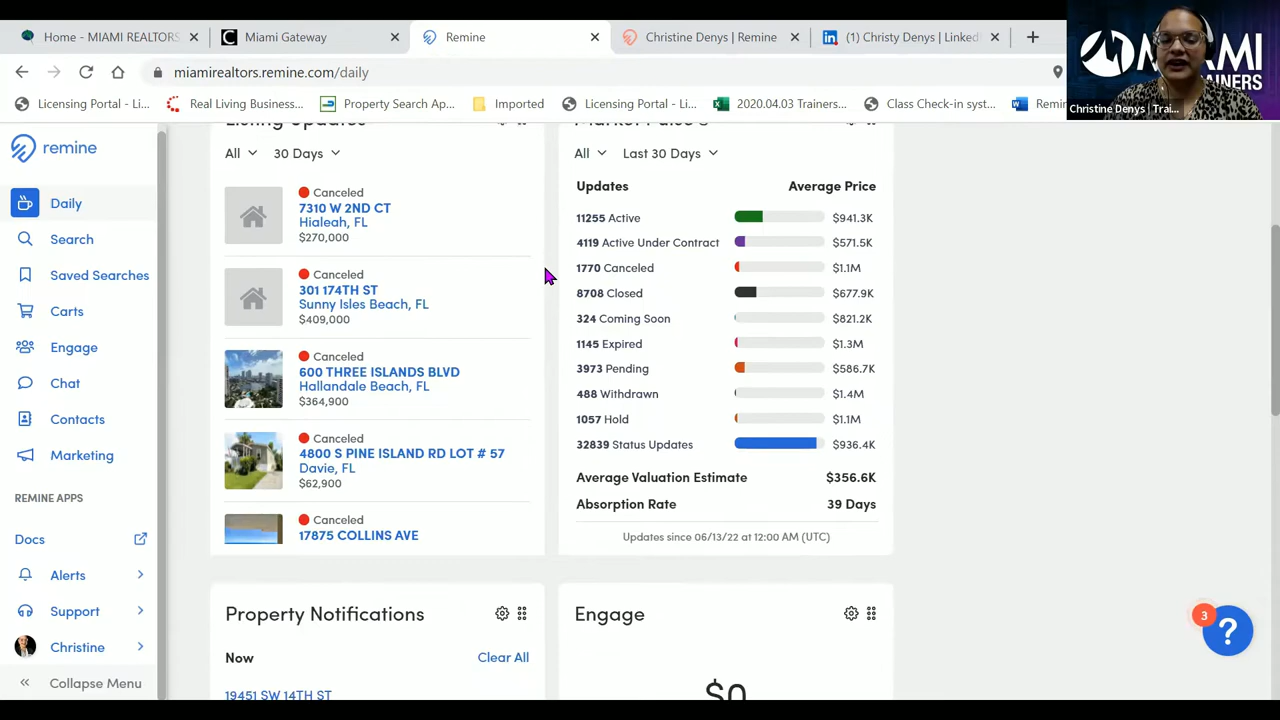 Home - MIAMI REALTORS
Miami Gateway
Remine
Christine Denys | Remine
(1) Christy Denys | LinkedI
miamirealtors.remine.com/daily
Licensing Portal - Li...
Real Living Business...
Property Search Ap...
Imported
Licensing Portal - Li...
2020.04.03 Trainers...
Class Check-in syst...
Christine Denys | Trai...
remine
Daily
Search
Saved Searches
Carts
Engage
Chat
Contacts
Marketing
REMINE APPS
Docs
Alerts
Support
Christine
Collapse Menu
Listing Updates
All
30 Days
Canceled
7310 W 2ND CT
Hialeah, FL
$270,000
Canceled
301 174TH ST
Sunny Isles Beach, FL
$409,000
Canceled
600 THREE ISLANDS BLVD
Hallandale Beach, FL
$364,900
Canceled
4800 S PINE ISLAND RD LOT # 57
Davie, FL
$62,900
Canceled
17875 COLLINS AVE
Market Pulse
All
Last 30 Days
Updates Average Price
11255 Active $941.3K
4119 Active Under Contract $571.5K
1770 Canceled $1.1M
8708 Closed $677.9K
324 Coming Soon $821.2K
1145 Expired $1.3M
3973 Pending $586.7K
488 Withdrawn $1.4M
1057 Hold $1.1M
32839 Status Updates $936.4K
Average Valuation Estimate $356.6K
Absorption Rate 39 Days
Updates since 06/13/22 at 12:00 AM (UTC)
Property Notifications
Now
Clear All
19451 SW 14TH ST
Engage
$0
3
?